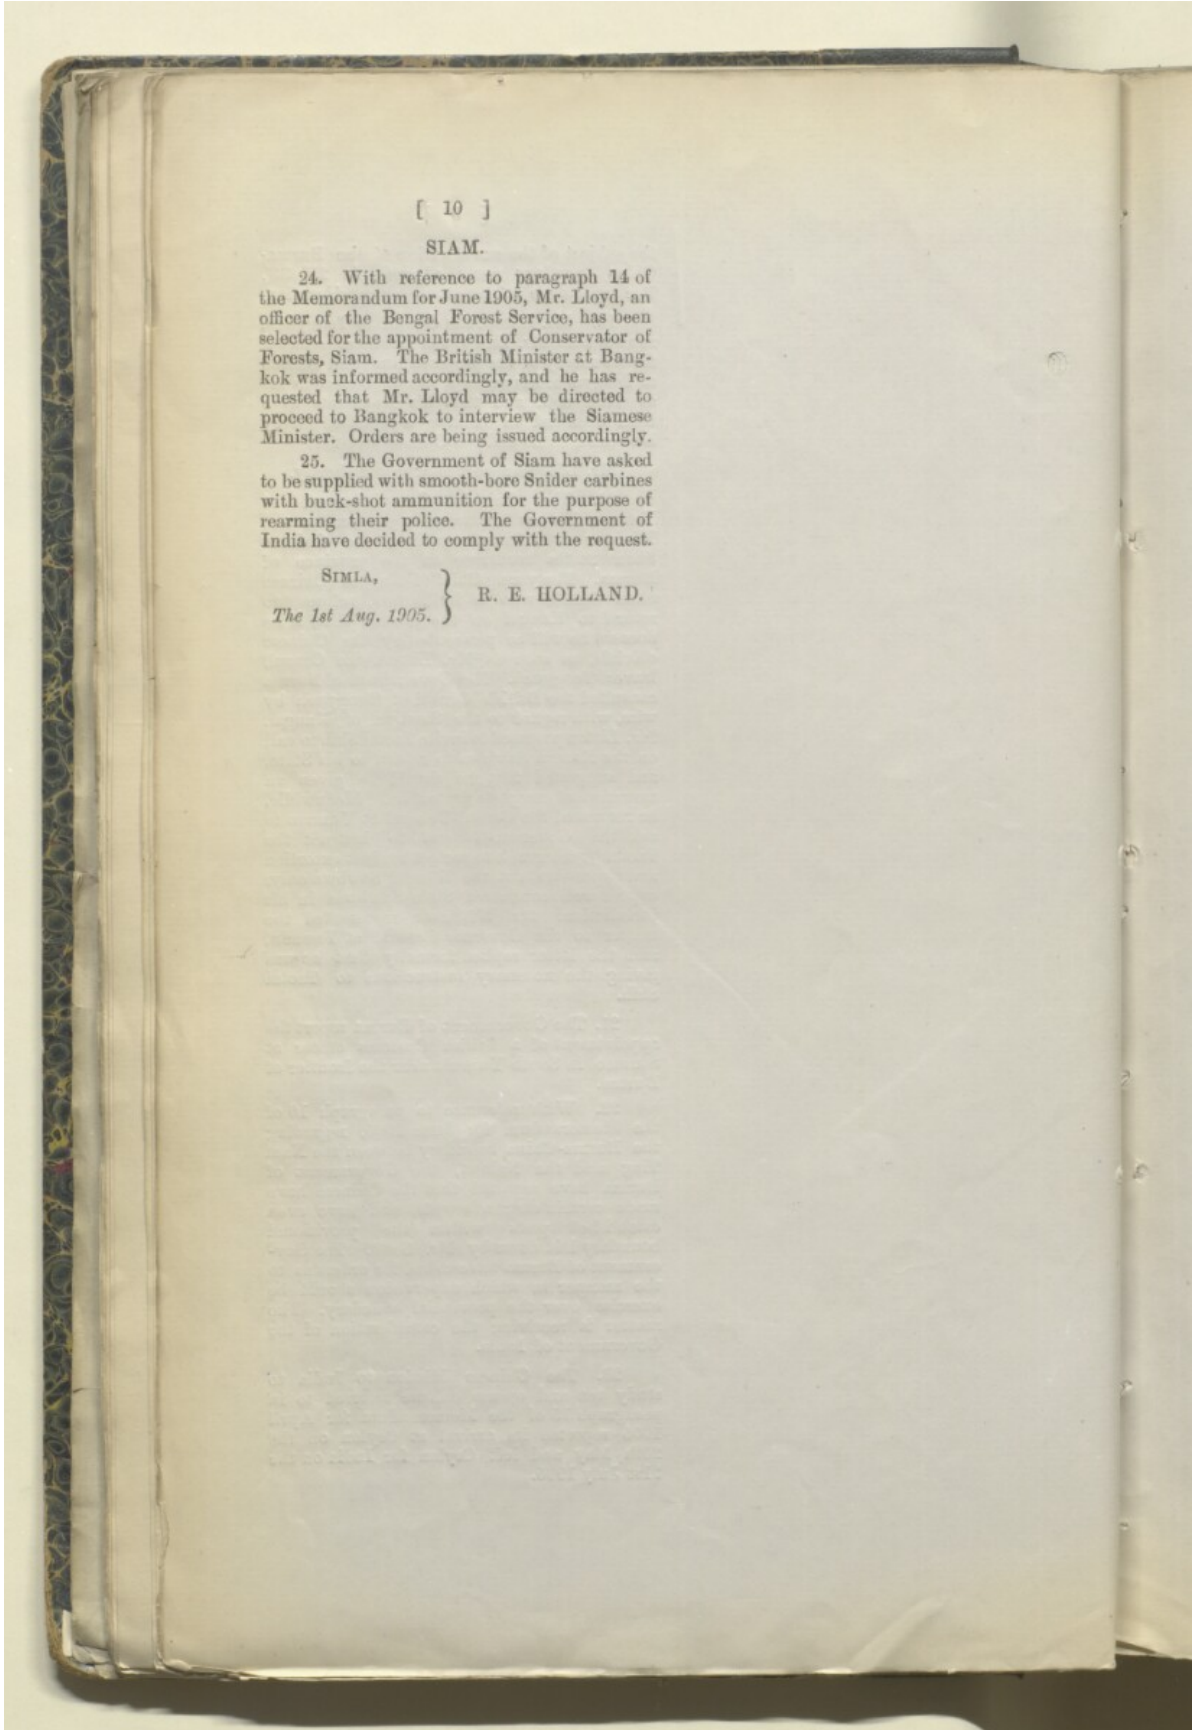 [ 10 ]
SIAM.
24. With reference to paragraph 14 of
the Memorandum for June 1905, Mr. Lloyd, an
officer of the Bengal Forest Service, has been
selected for the appointment of Conservator of
Forests, Siam. The British Minister at Bang-
kok was informed accordingly, and he has re-
quested that Mr. Lloyd may be directed to
proceed to Bangkok to interview the Siamese
Minister. Orders are being issued accordingly.
25. The Government of Siam have asked
to be supplied with smooth-bore Snider carbines
with buck-shot ammunition for the purpose of
rearming their police. The Government of
India have decided to comply with the request.
SIMLA,
The 1st Aug. 1905. } R. E. HOLLAND.